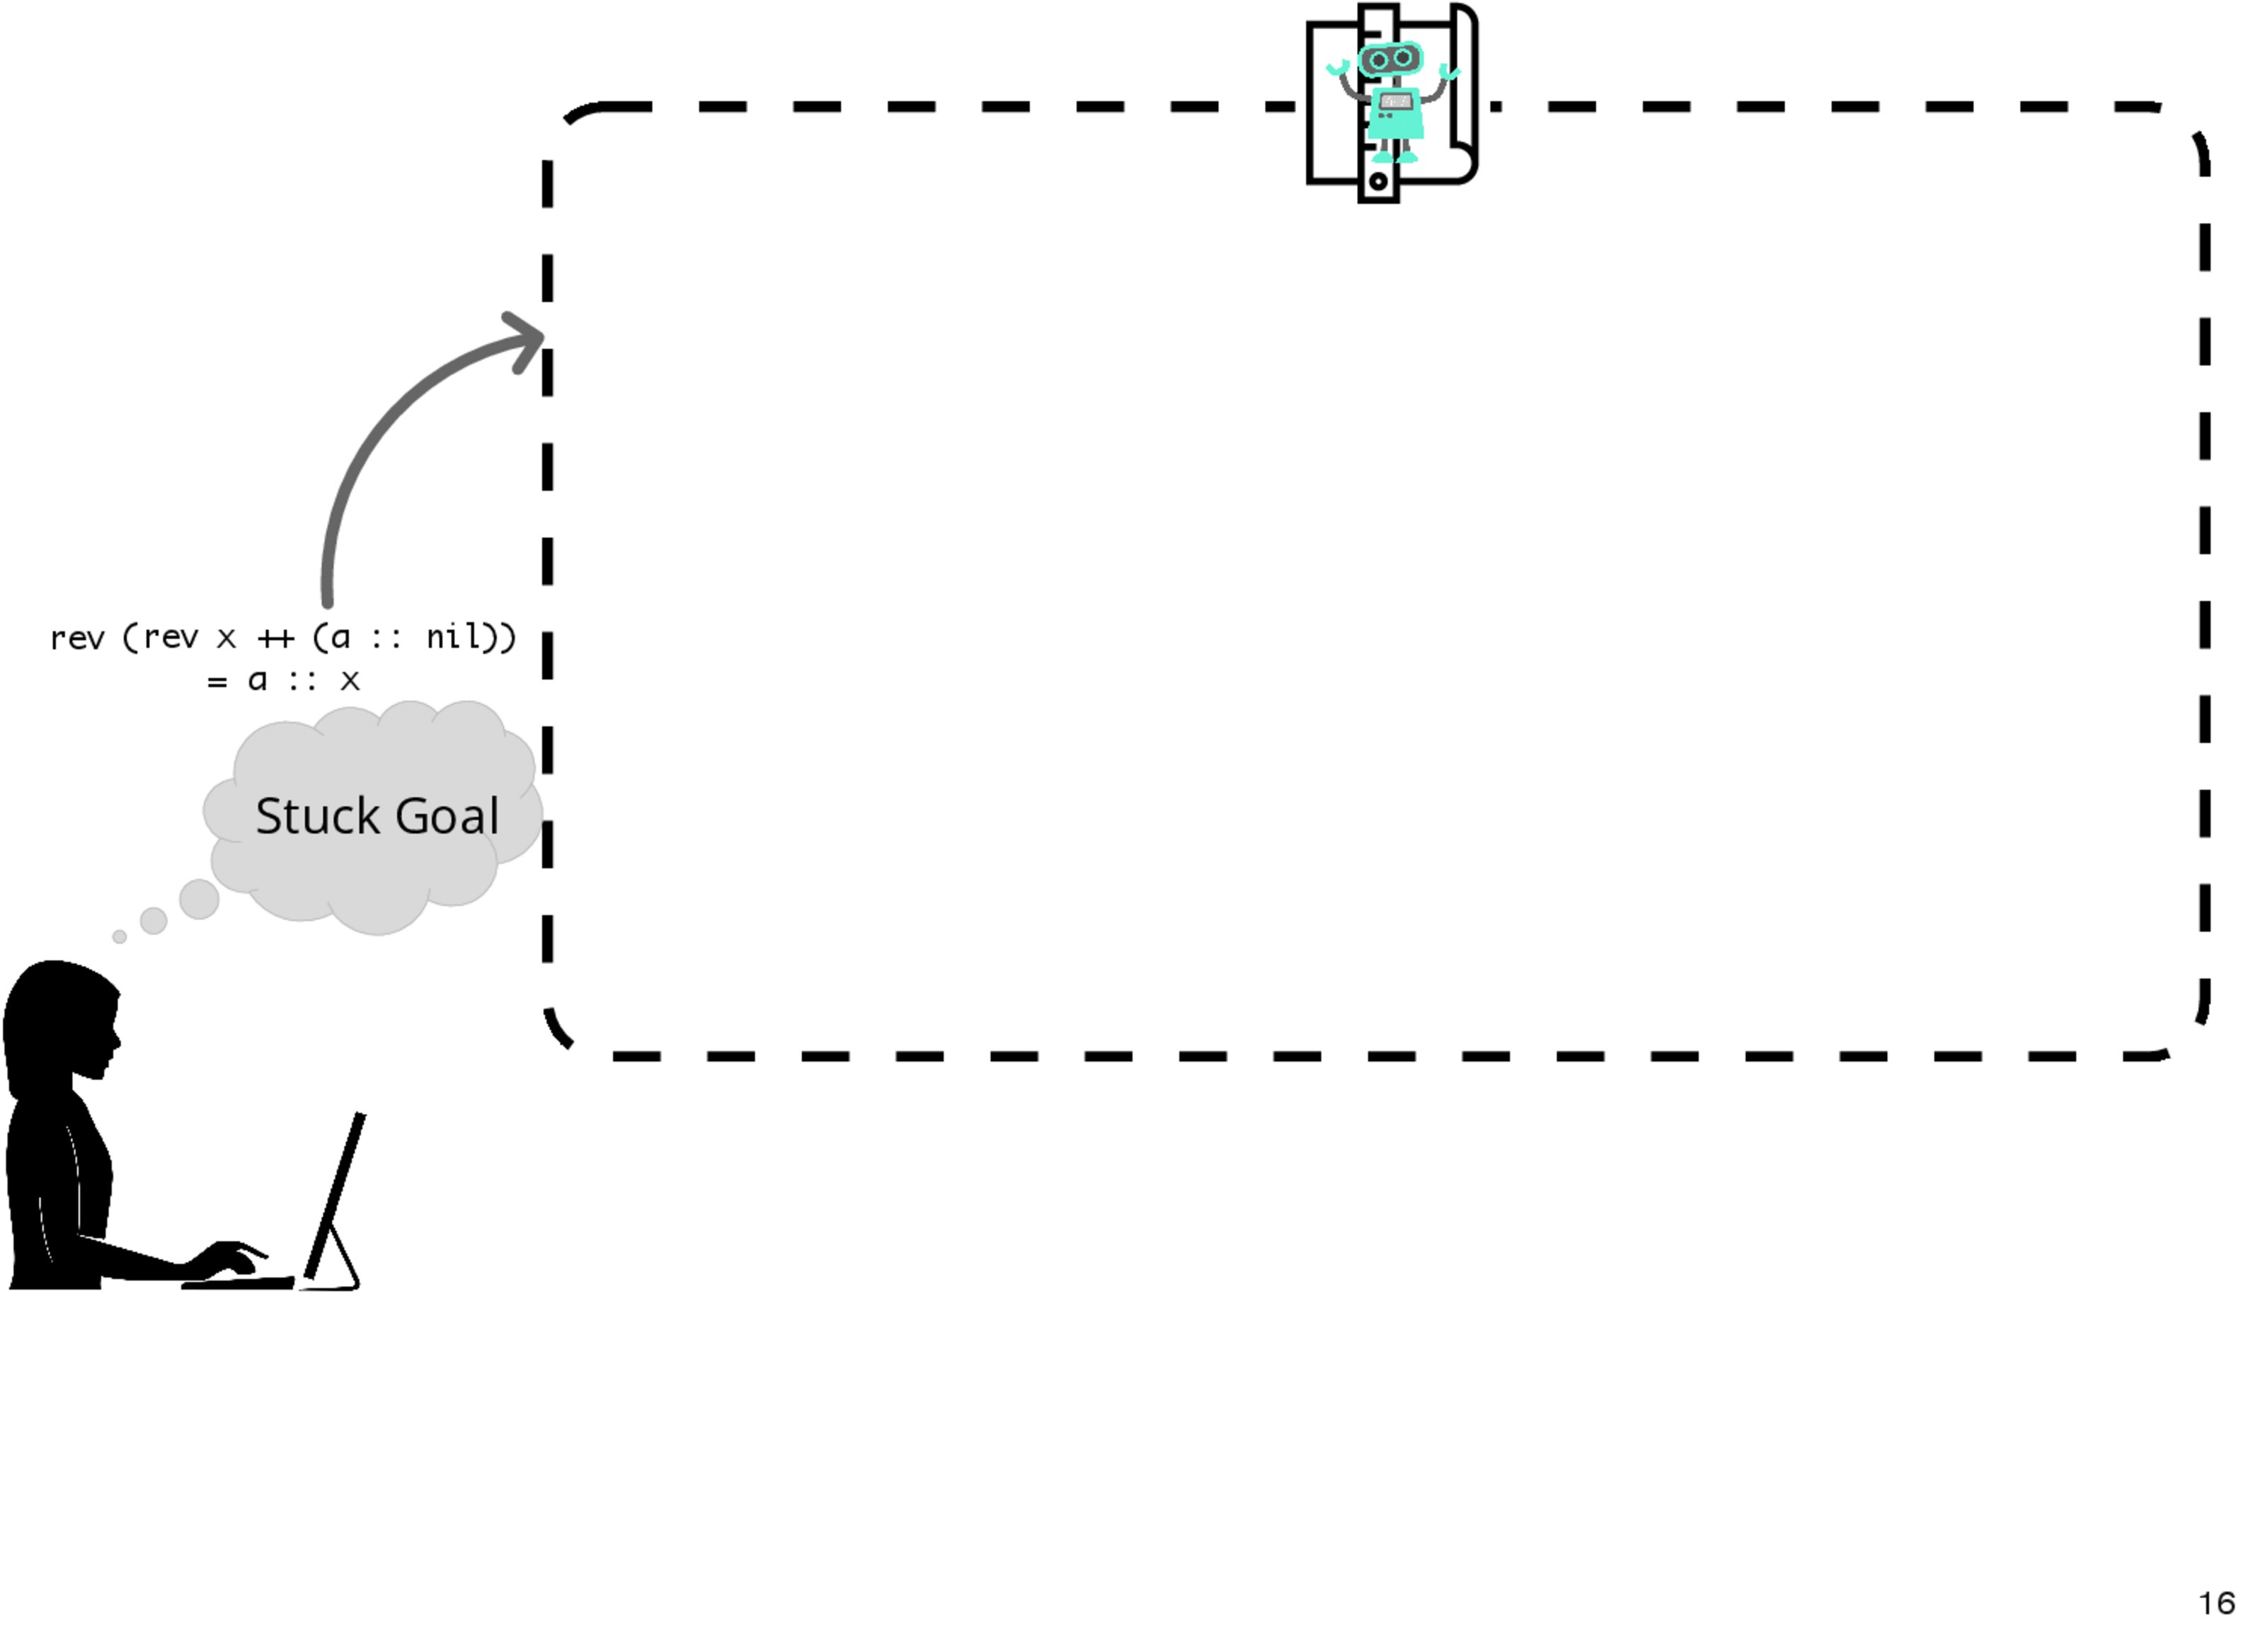 rev (rev x ++ (a :: nil))
= a :: x
Stuck Goal
16